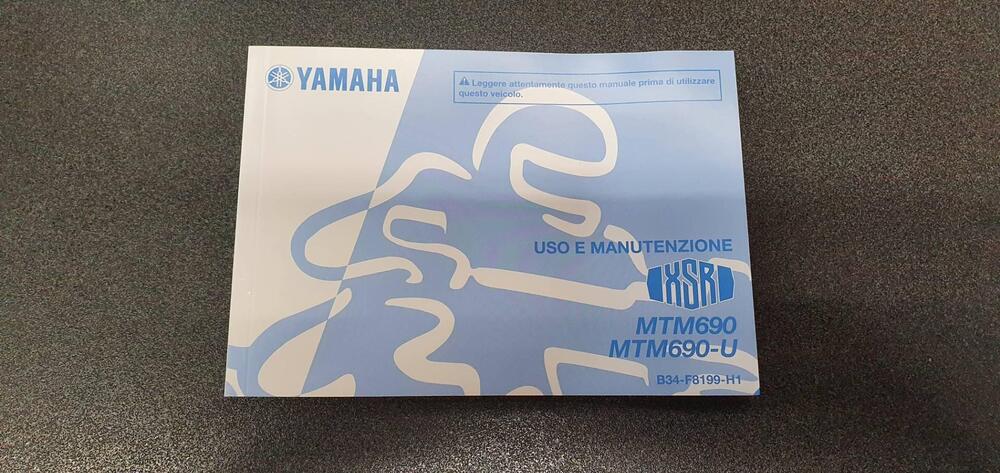 YAMAHA
⚠ Leggere attentamente questo manuale prima di utilizzare
questo veicolo.
USO E MANUTENZIONE
XSR
MTM690
MTM690-U
B34-F8199-H1